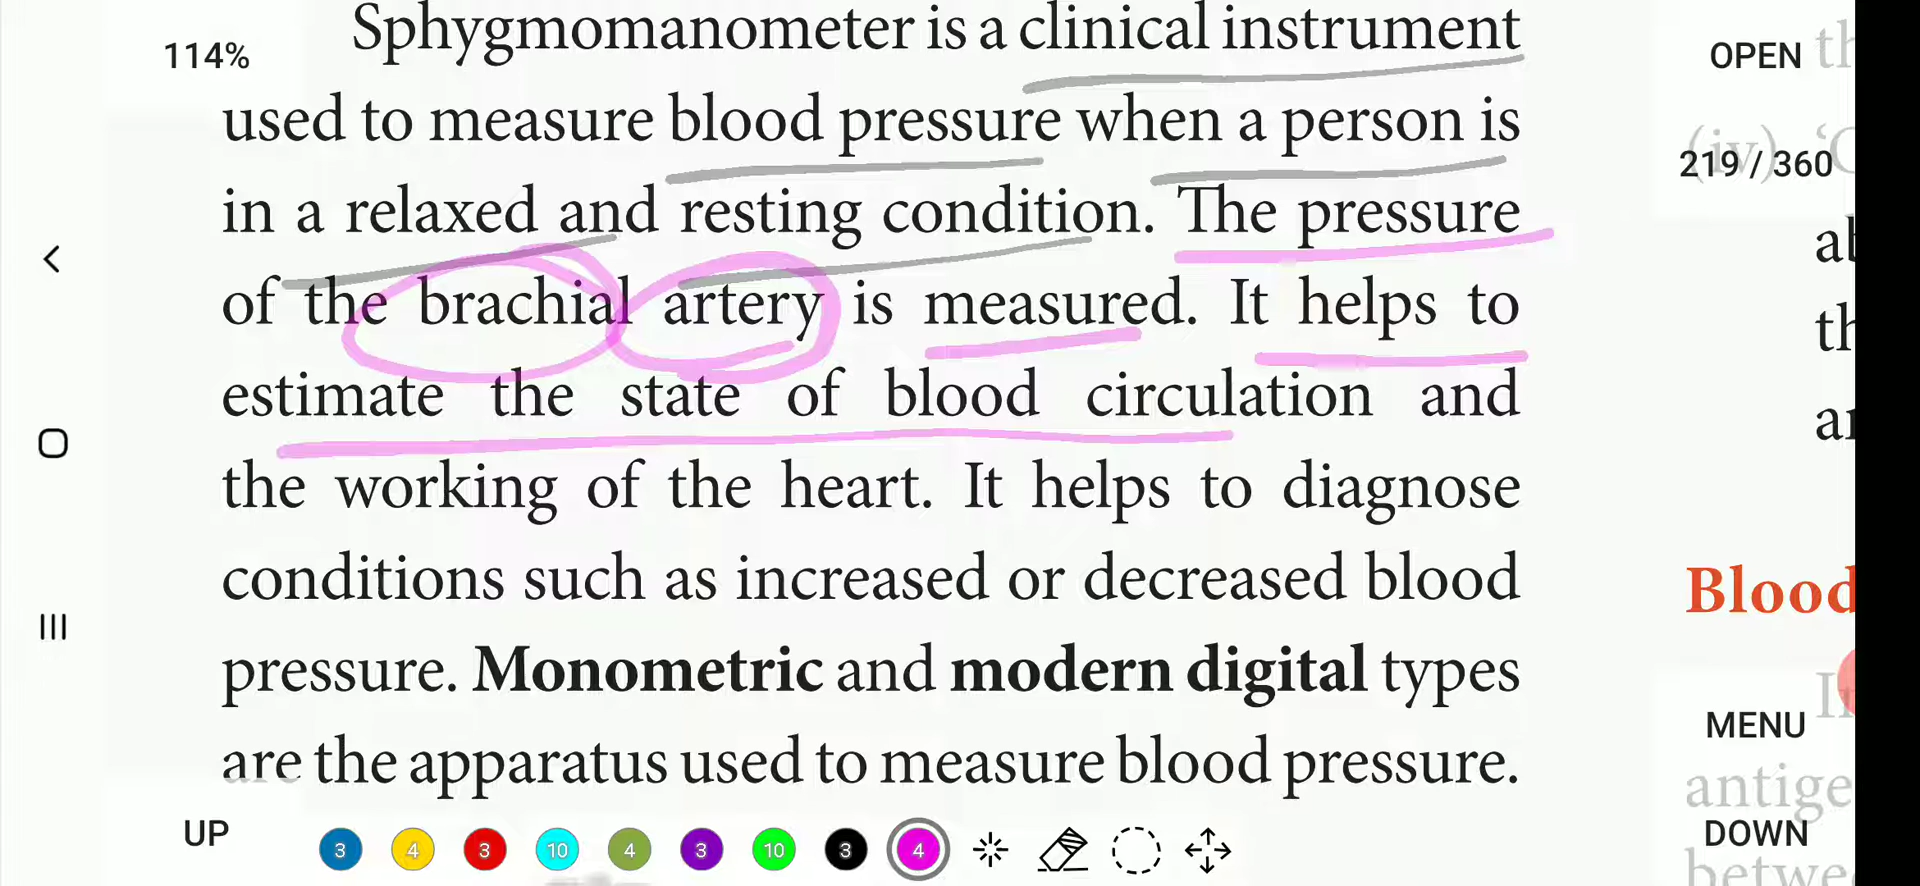 114%
Sphygmomanometer is a clinical instrument
used to measure blood pressure when a person is
in a relaxed and resting condition. The pressure
of the brachial artery is measured. It helps to
estimate the state of blood circulation and
the working of the heart. It helps to diagnose
conditions such as increased or decreased blood
pressure. Monometric and modern digital types
are the apparatus used to measure blood pressure.
UP
3 4 3 10 4 3 10 3 4
OPEN
(iv)
219 / 360
Blood
MENU
antige
DOWN
betwe